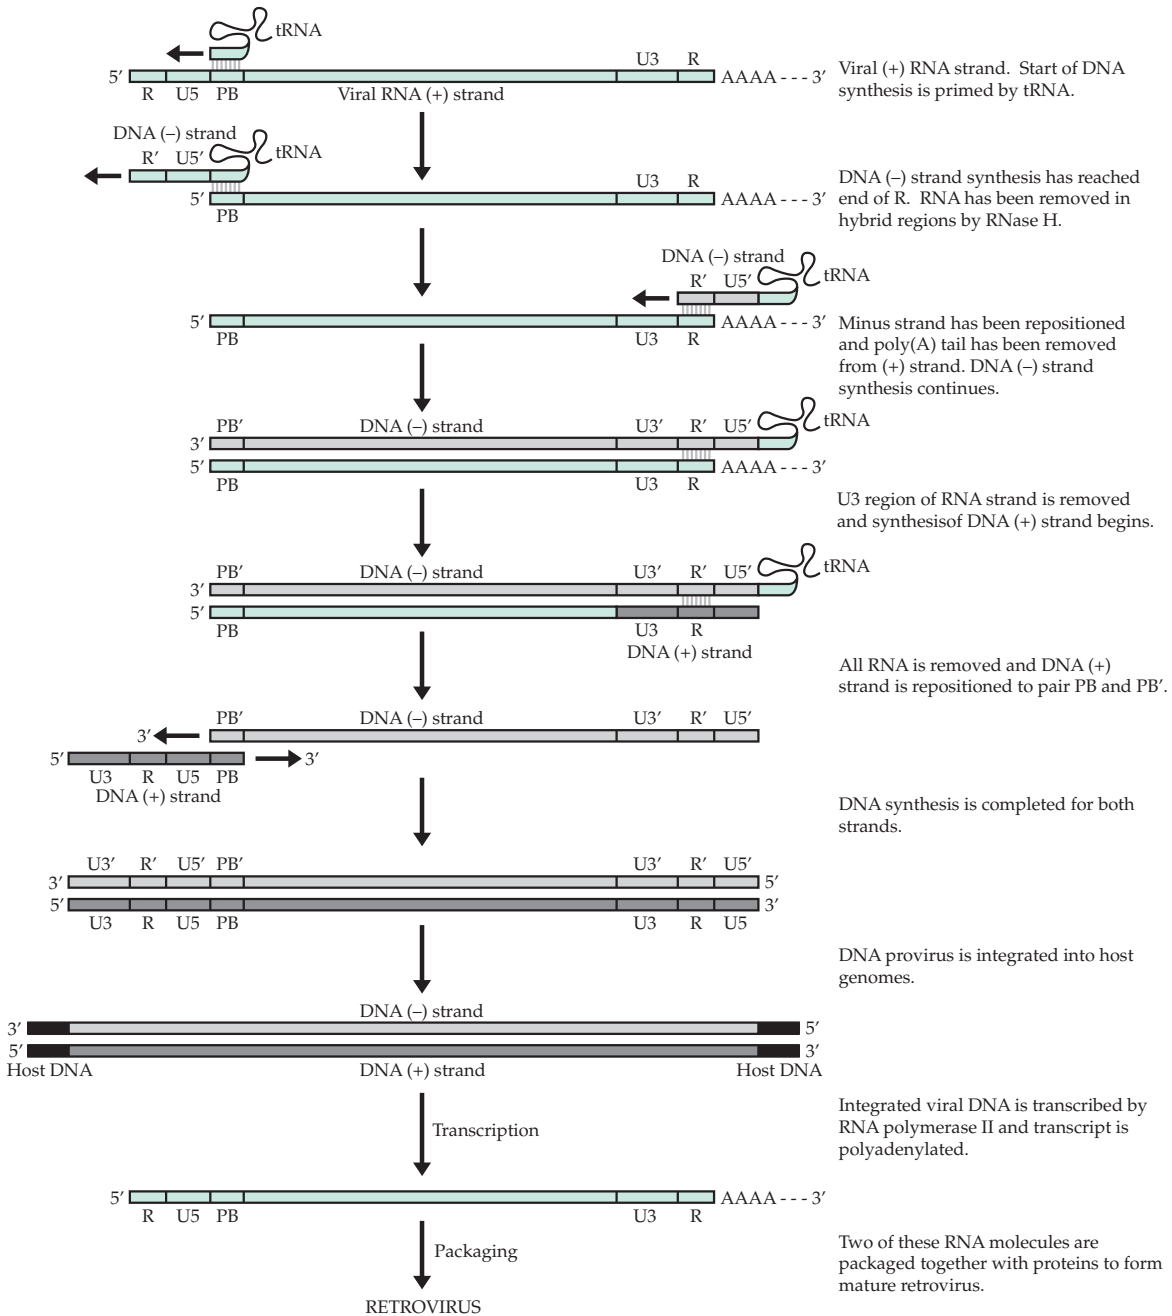 tRNA
U3 R
5′ AAAA - - - 3′
R U5 PB Viral RNA (+) strand
Viral (+) RNA strand. Start of DNA
synthesis is primed by tRNA.
DNA (–) strand
R’ U5’ tRNA
U3 R
5′ AAAA - - - 3′
PB
DNA (–) strand synthesis has reached
end of R. RNA has been removed in
hybrid regions by RNase H.
DNA (–) strand
R’ U5’ tRNA
5′ AAAA - - - 3′
PB U3 R
Minus strand has been repositioned
and poly(A) tail has been removed
from (+) strand. DNA (–) strand
synthesis continues.
PB’ DNA (–) strand U3’ R’ U5’ tRNA
3′
5′ AAAA - - - 3′
PB U3 R
U3 region of RNA strand is removed
and synthesisof DNA (+) strand begins.
PB’ DNA (–) strand U3’ R’ U5’ tRNA
3′
5′
PB U3 R
DNA (+) strand
All RNA is removed and DNA (+)
strand is repositioned to pair PB and PB’.
PB’ DNA (–) strand U3’ R’ U5’
3′
5′ 3′
U3 R U5 PB
DNA (+) strand
DNA synthesis is completed for both
strands.
U3’ R’ U5’ PB’ U3’ R’ U5’
3′ 5′
5′ 3′
U3 R U5 PB U3 R U5
DNA provirus is integrated into host
genomes.
DNA (–) strand
3′ 5′
5′ 3′
Host DNA DNA (+) strand Host DNA
Transcription
Integrated viral DNA is transcribed by
RNA polymerase II and transcript is
polyadenylated.
5′ AAAA - - - 3′
R U5 PB U3 R
Packaging
Two of these RNA molecules are
packaged together with proteins to form
mature retrovirus.
RETROVIRUS